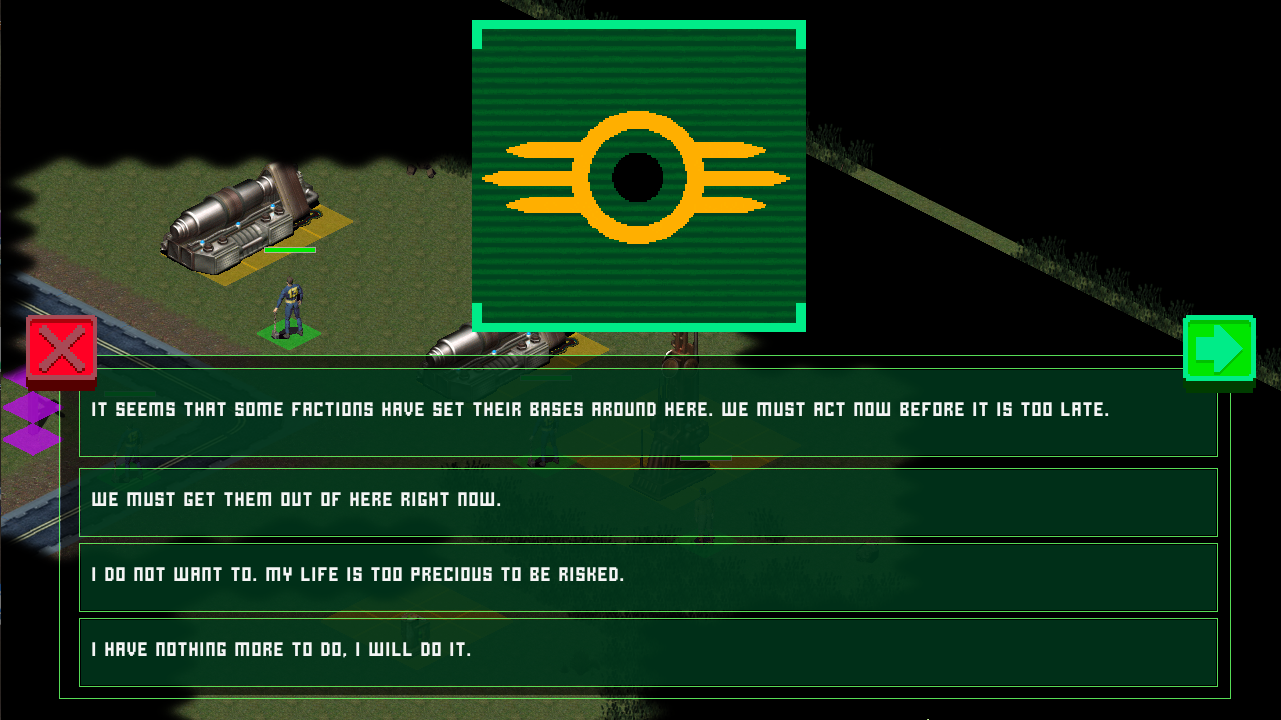 IT SEEMS THAT SOME FACTIONS HAVE SET THEIR BASES AROUND HERE. WE MUST ACT NOW BEFORE IT IS TOO LATE.
WE MUST GET THEM OUT OF HERE RIGHT NOW.
I DO NOT WANT TO. MY LIFE IS TOO PRECIOUS TO BE RISKED.
I HAVE NOTHING MORE TO DO, I WILL DO IT.